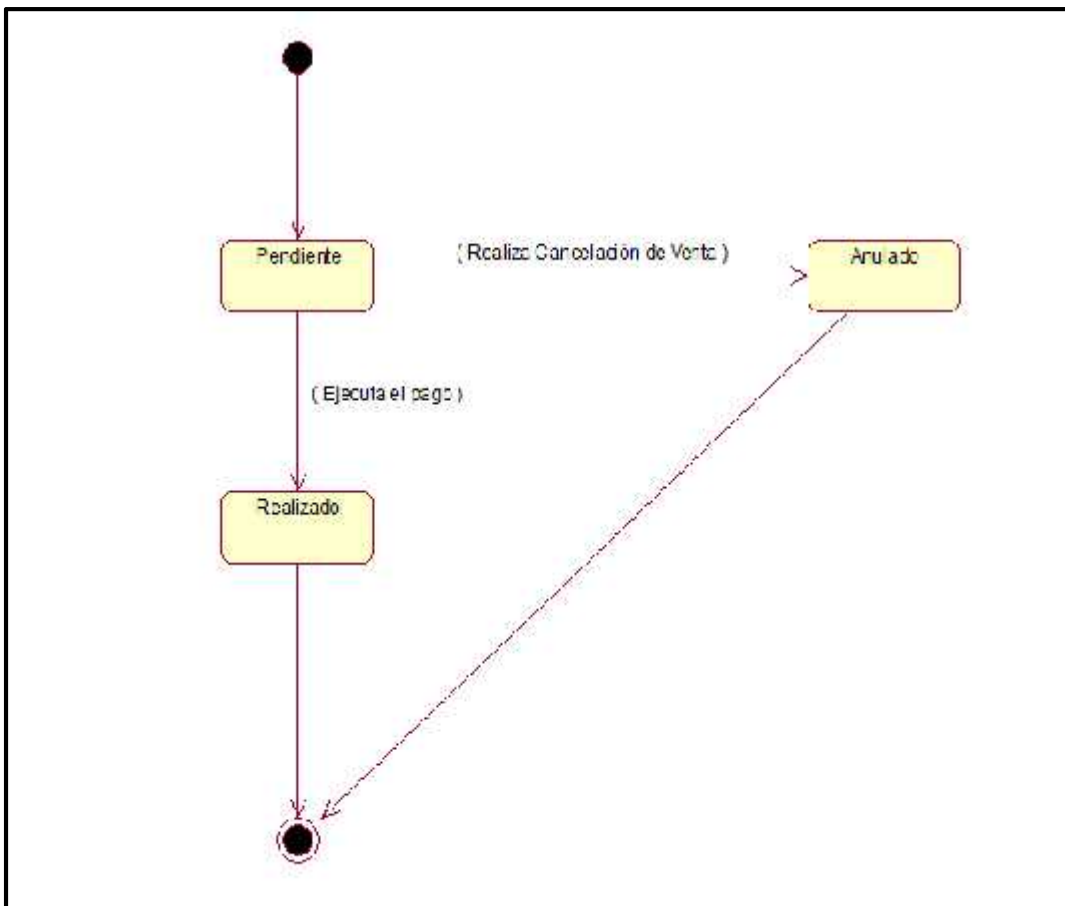 Pendiente
( Realiza Cancelación de Venta )
Anulado
( Ejecuta el pago )
Realizado